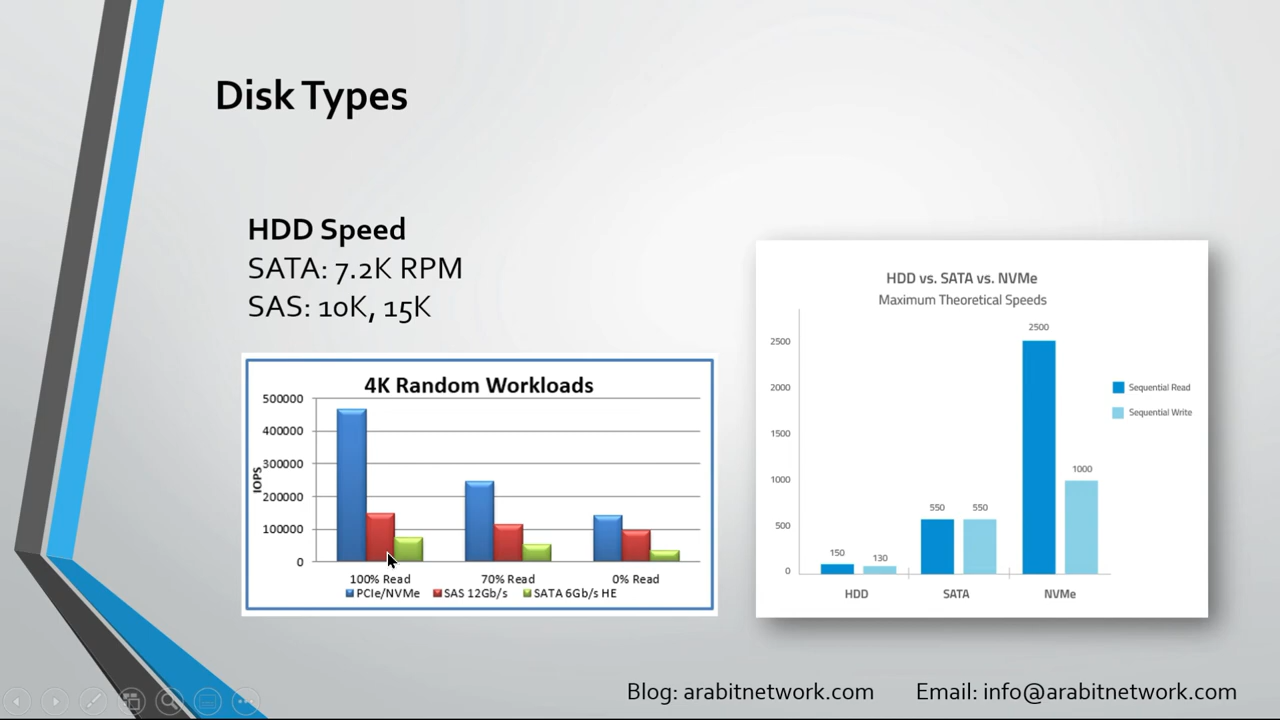 Disk Types
HDD Speed
SATA: 7.2K RPM
SAS: 10K, 15K
4K Random Workloads
IOPS
500000
400000
300000
200000
100000
0
100% Read
70% Read
0% Read
PCIe/NVMe
SAS 12Gb/s
SATA 6Gb/s HE
HDD vs. SATA vs. NVMe
Maximum Theoretical Speeds
2500
2000
1500
1000
500
0
150
130
550
550
2500
1000
HDD
SATA
NVMe
Sequential Read
Sequential Write
Blog: arabitnetwork.com
Email: info@arabitnetwork.com